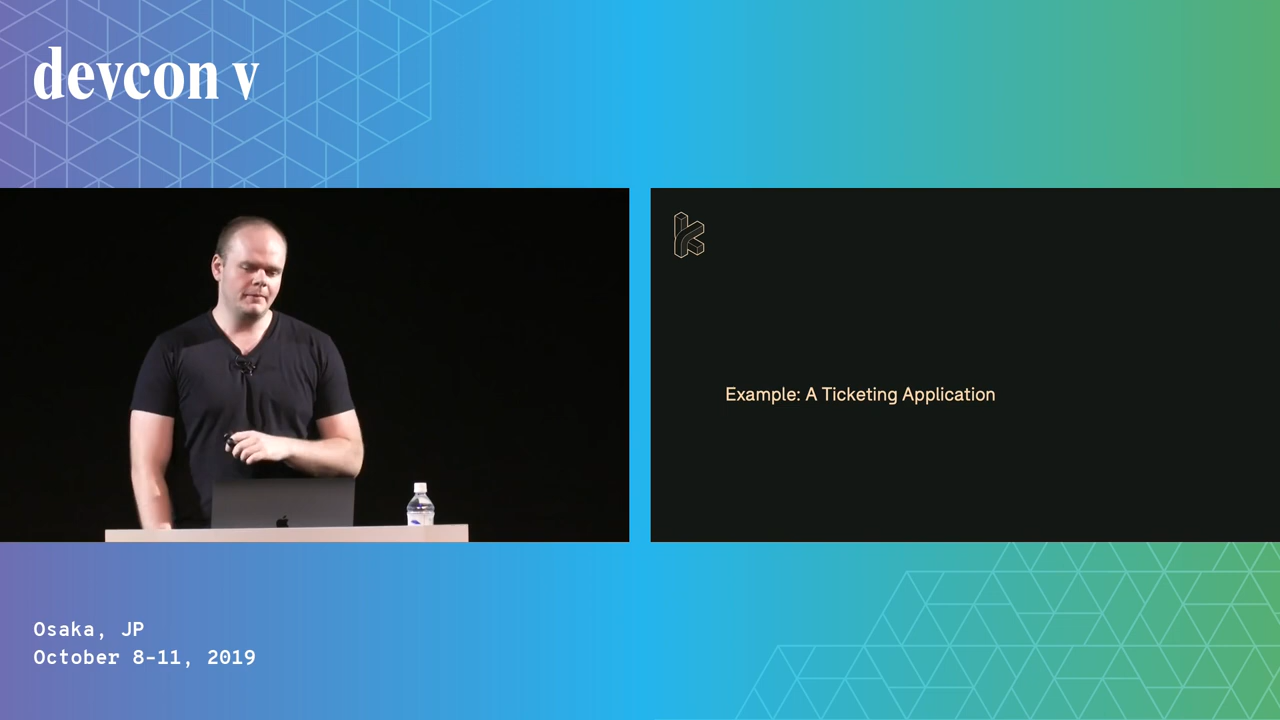 devcon v
Example: A Ticketing Application
Osaka, JP
October 8-11, 2019